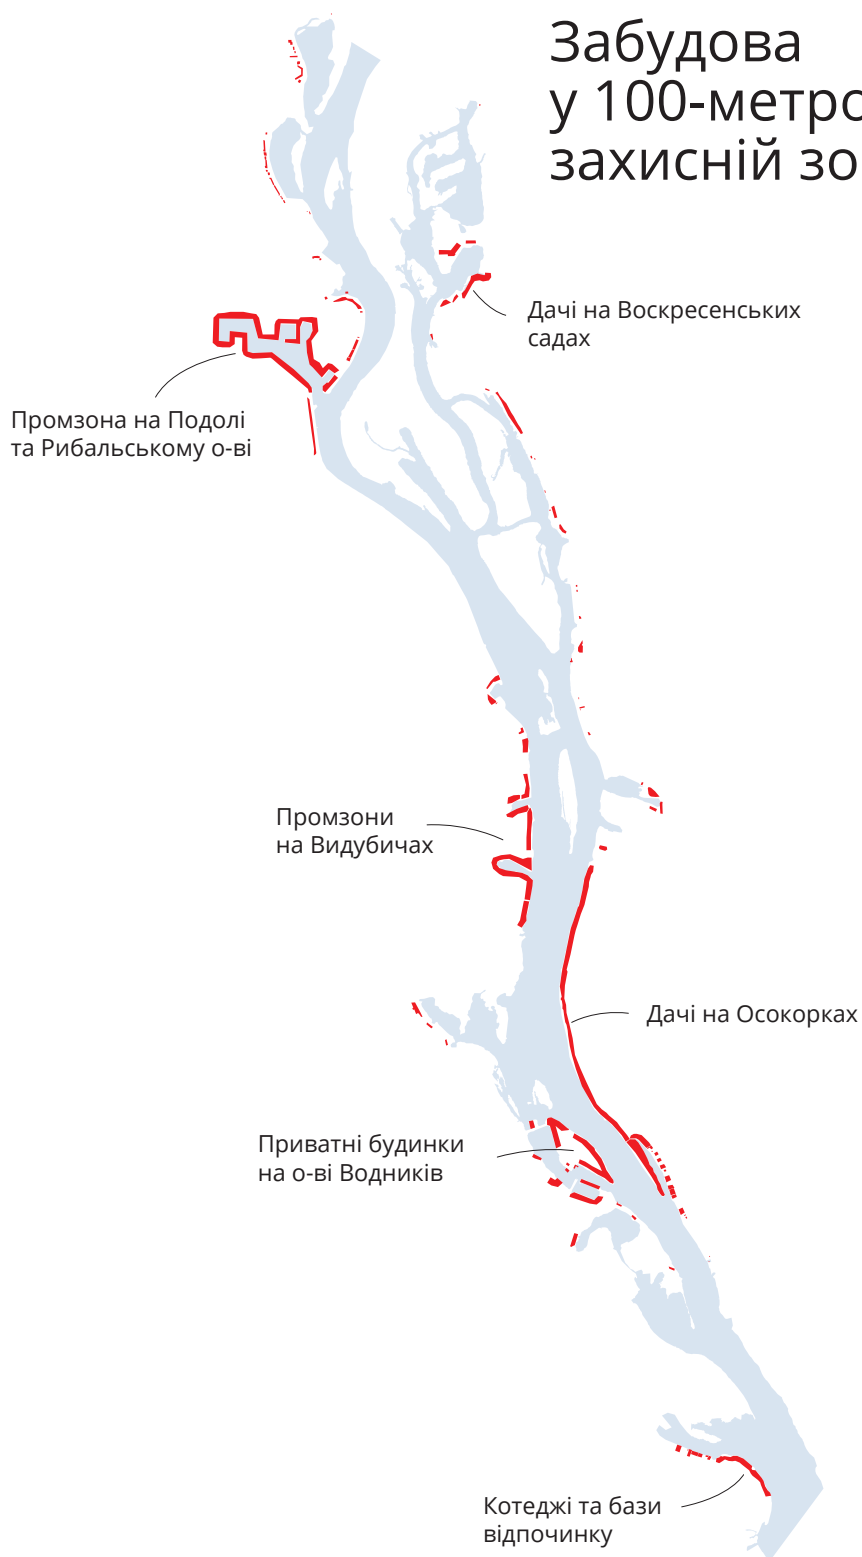 Забудова
у 100-метро
захисній зо
Дачі на Воскресенських
садах
Промзона на Подолі
та Рибальському о-ві
Промзони
на Видубичах
Дачі на Осокорках
Приватні будинки
на о-ві Водників
Котеджі та бази
відпочинку